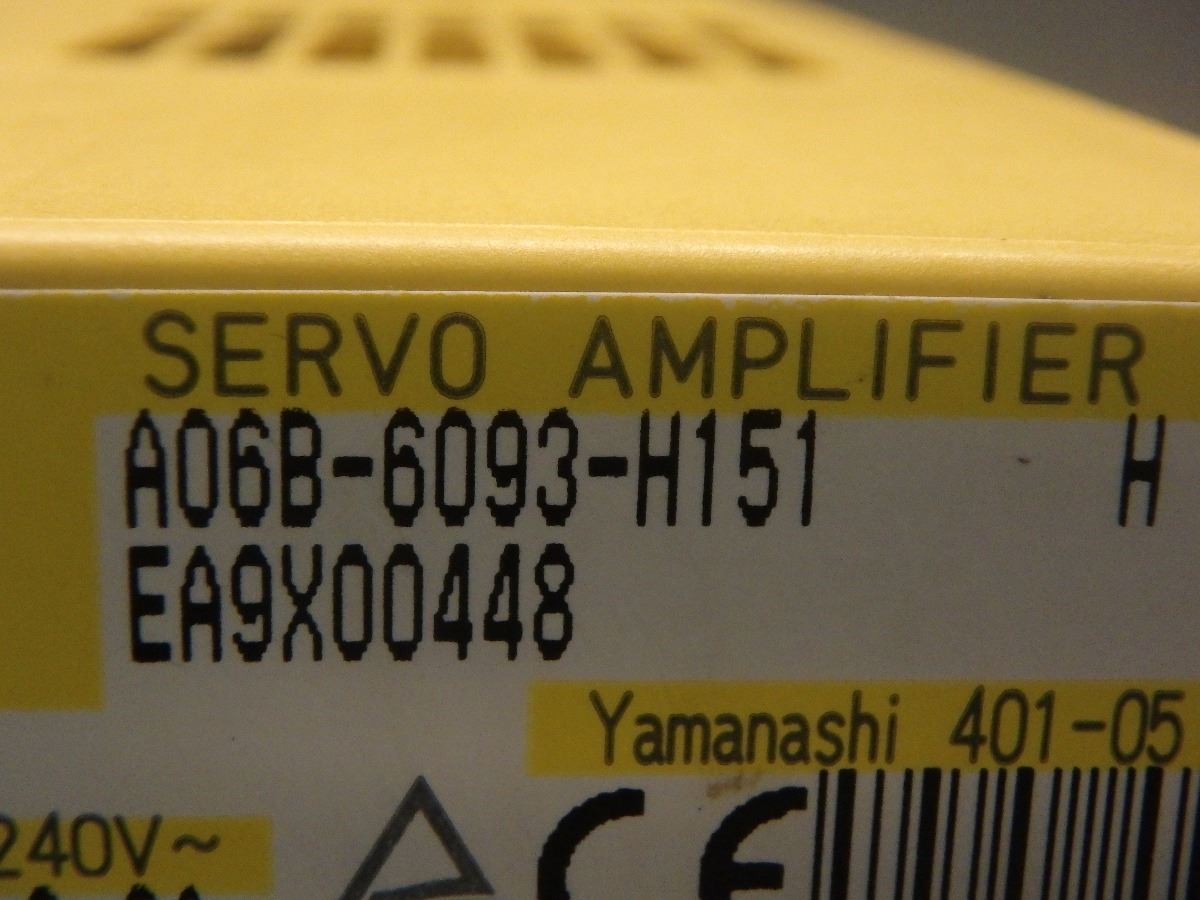 SERVO AMPLIFIER
A06B-6093-H151 H
EA9X00448
Yamanashi 401-05
240V~
CE